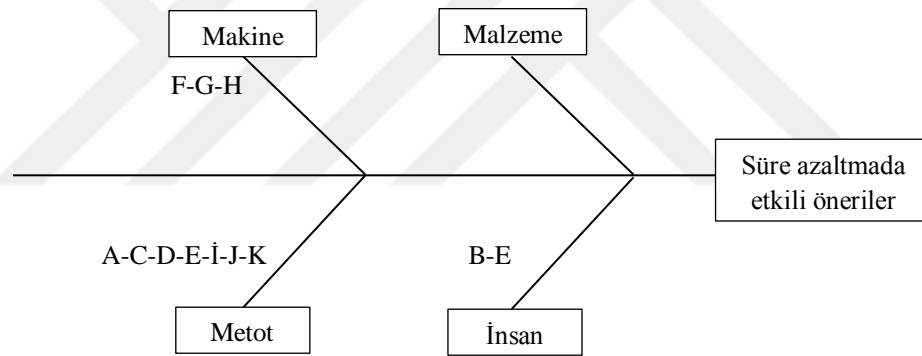 Makine
Malzeme
F-G-H
Süre azaltmada
etkili öneriler
A-C-D-E-İ-J-K
B-E
Metot
İnsan